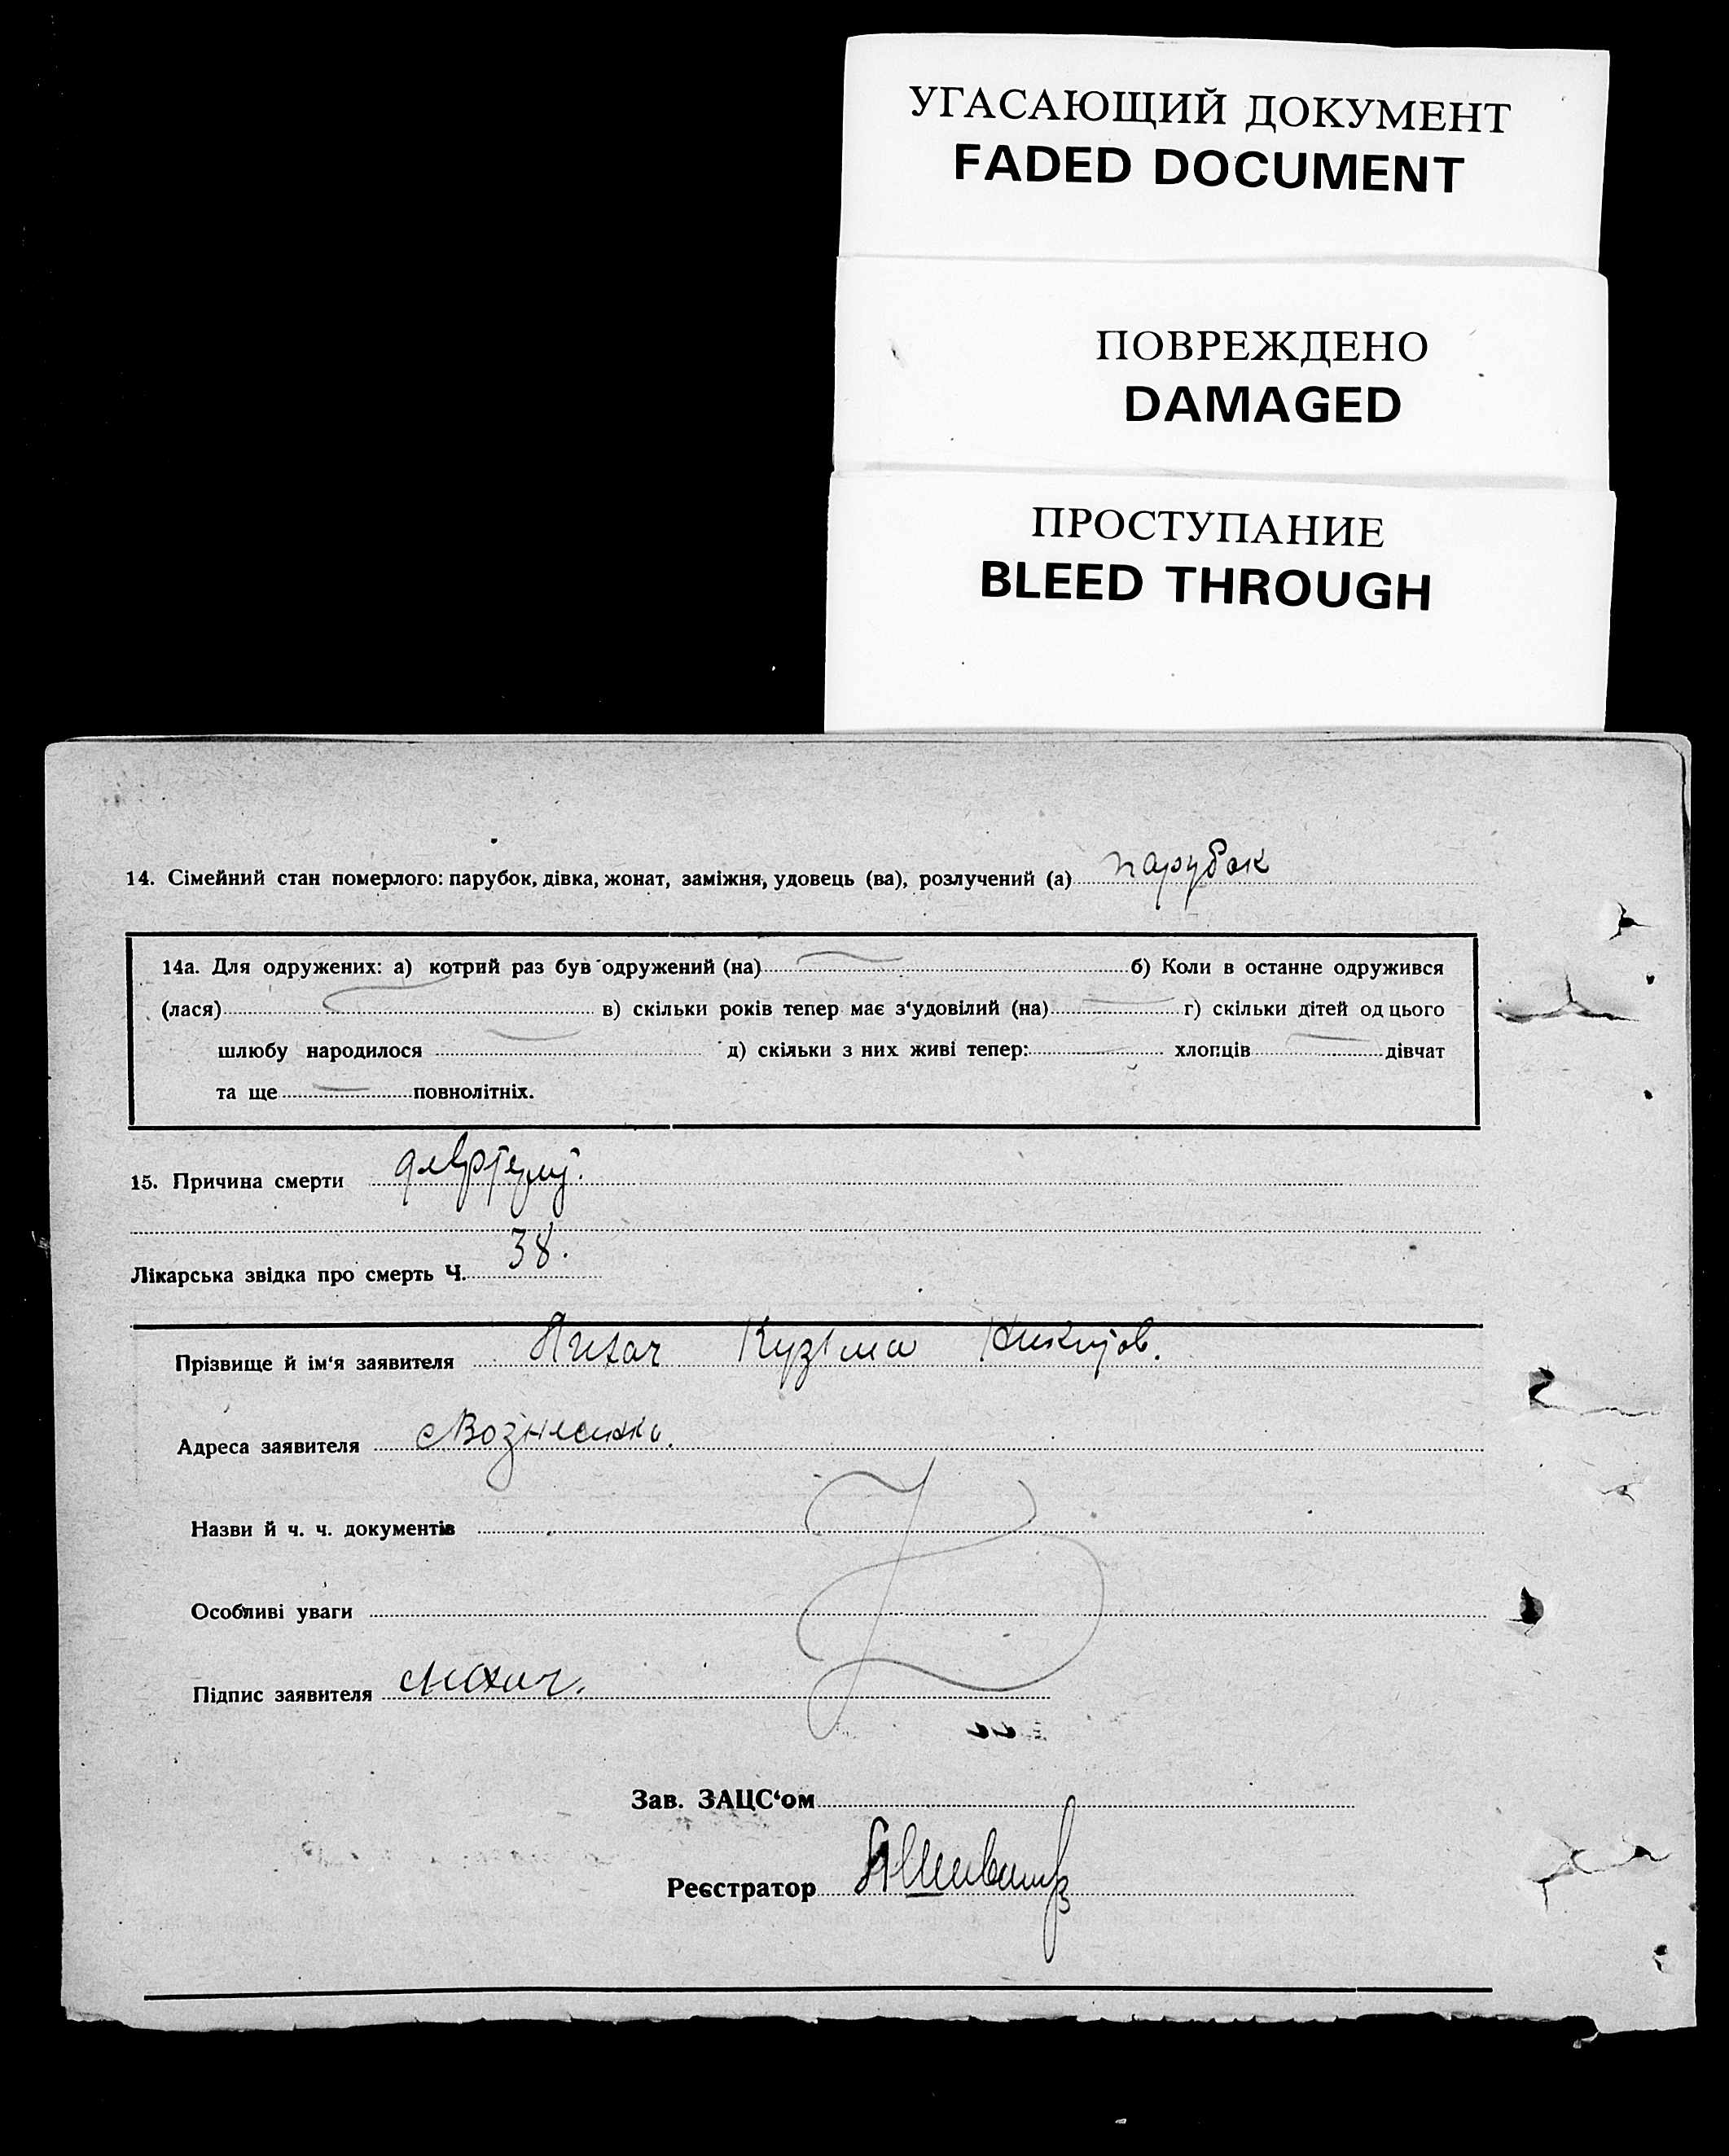 УГАСАЮЩИЙ ДОКУМЕНТ
FADED DOCUMENT
ПОВРЕЖДЕНО
DAMAGED
ПРОСТУПАНИЕ
BLEED THROUGH
14. Сімейний стан померлого: парубок, дівка, жонат, заміжня, удовець (ва), розлучений (а) парубок
14а. Для одружених: а) котрий раз був одружений (на) б) Коли в останне одружився
(лася) в) скільки років тепер має з‘удовілий (на) г) скільки дітей од цього
шлюбу народилося д) скільки з них живі тепер: хлопців дівчат
та ще повнолітніх.
15. Причина смерти
Лікарська звідка про смерть Ч. 38.
Прізвище й ім‘я заявителя Кузьма
Адреса заявителя
Назви й ч. ч. документів
Особливі уваги
Підпис заявителя
Зав. ЗАЦС‘ом
Реєстратор